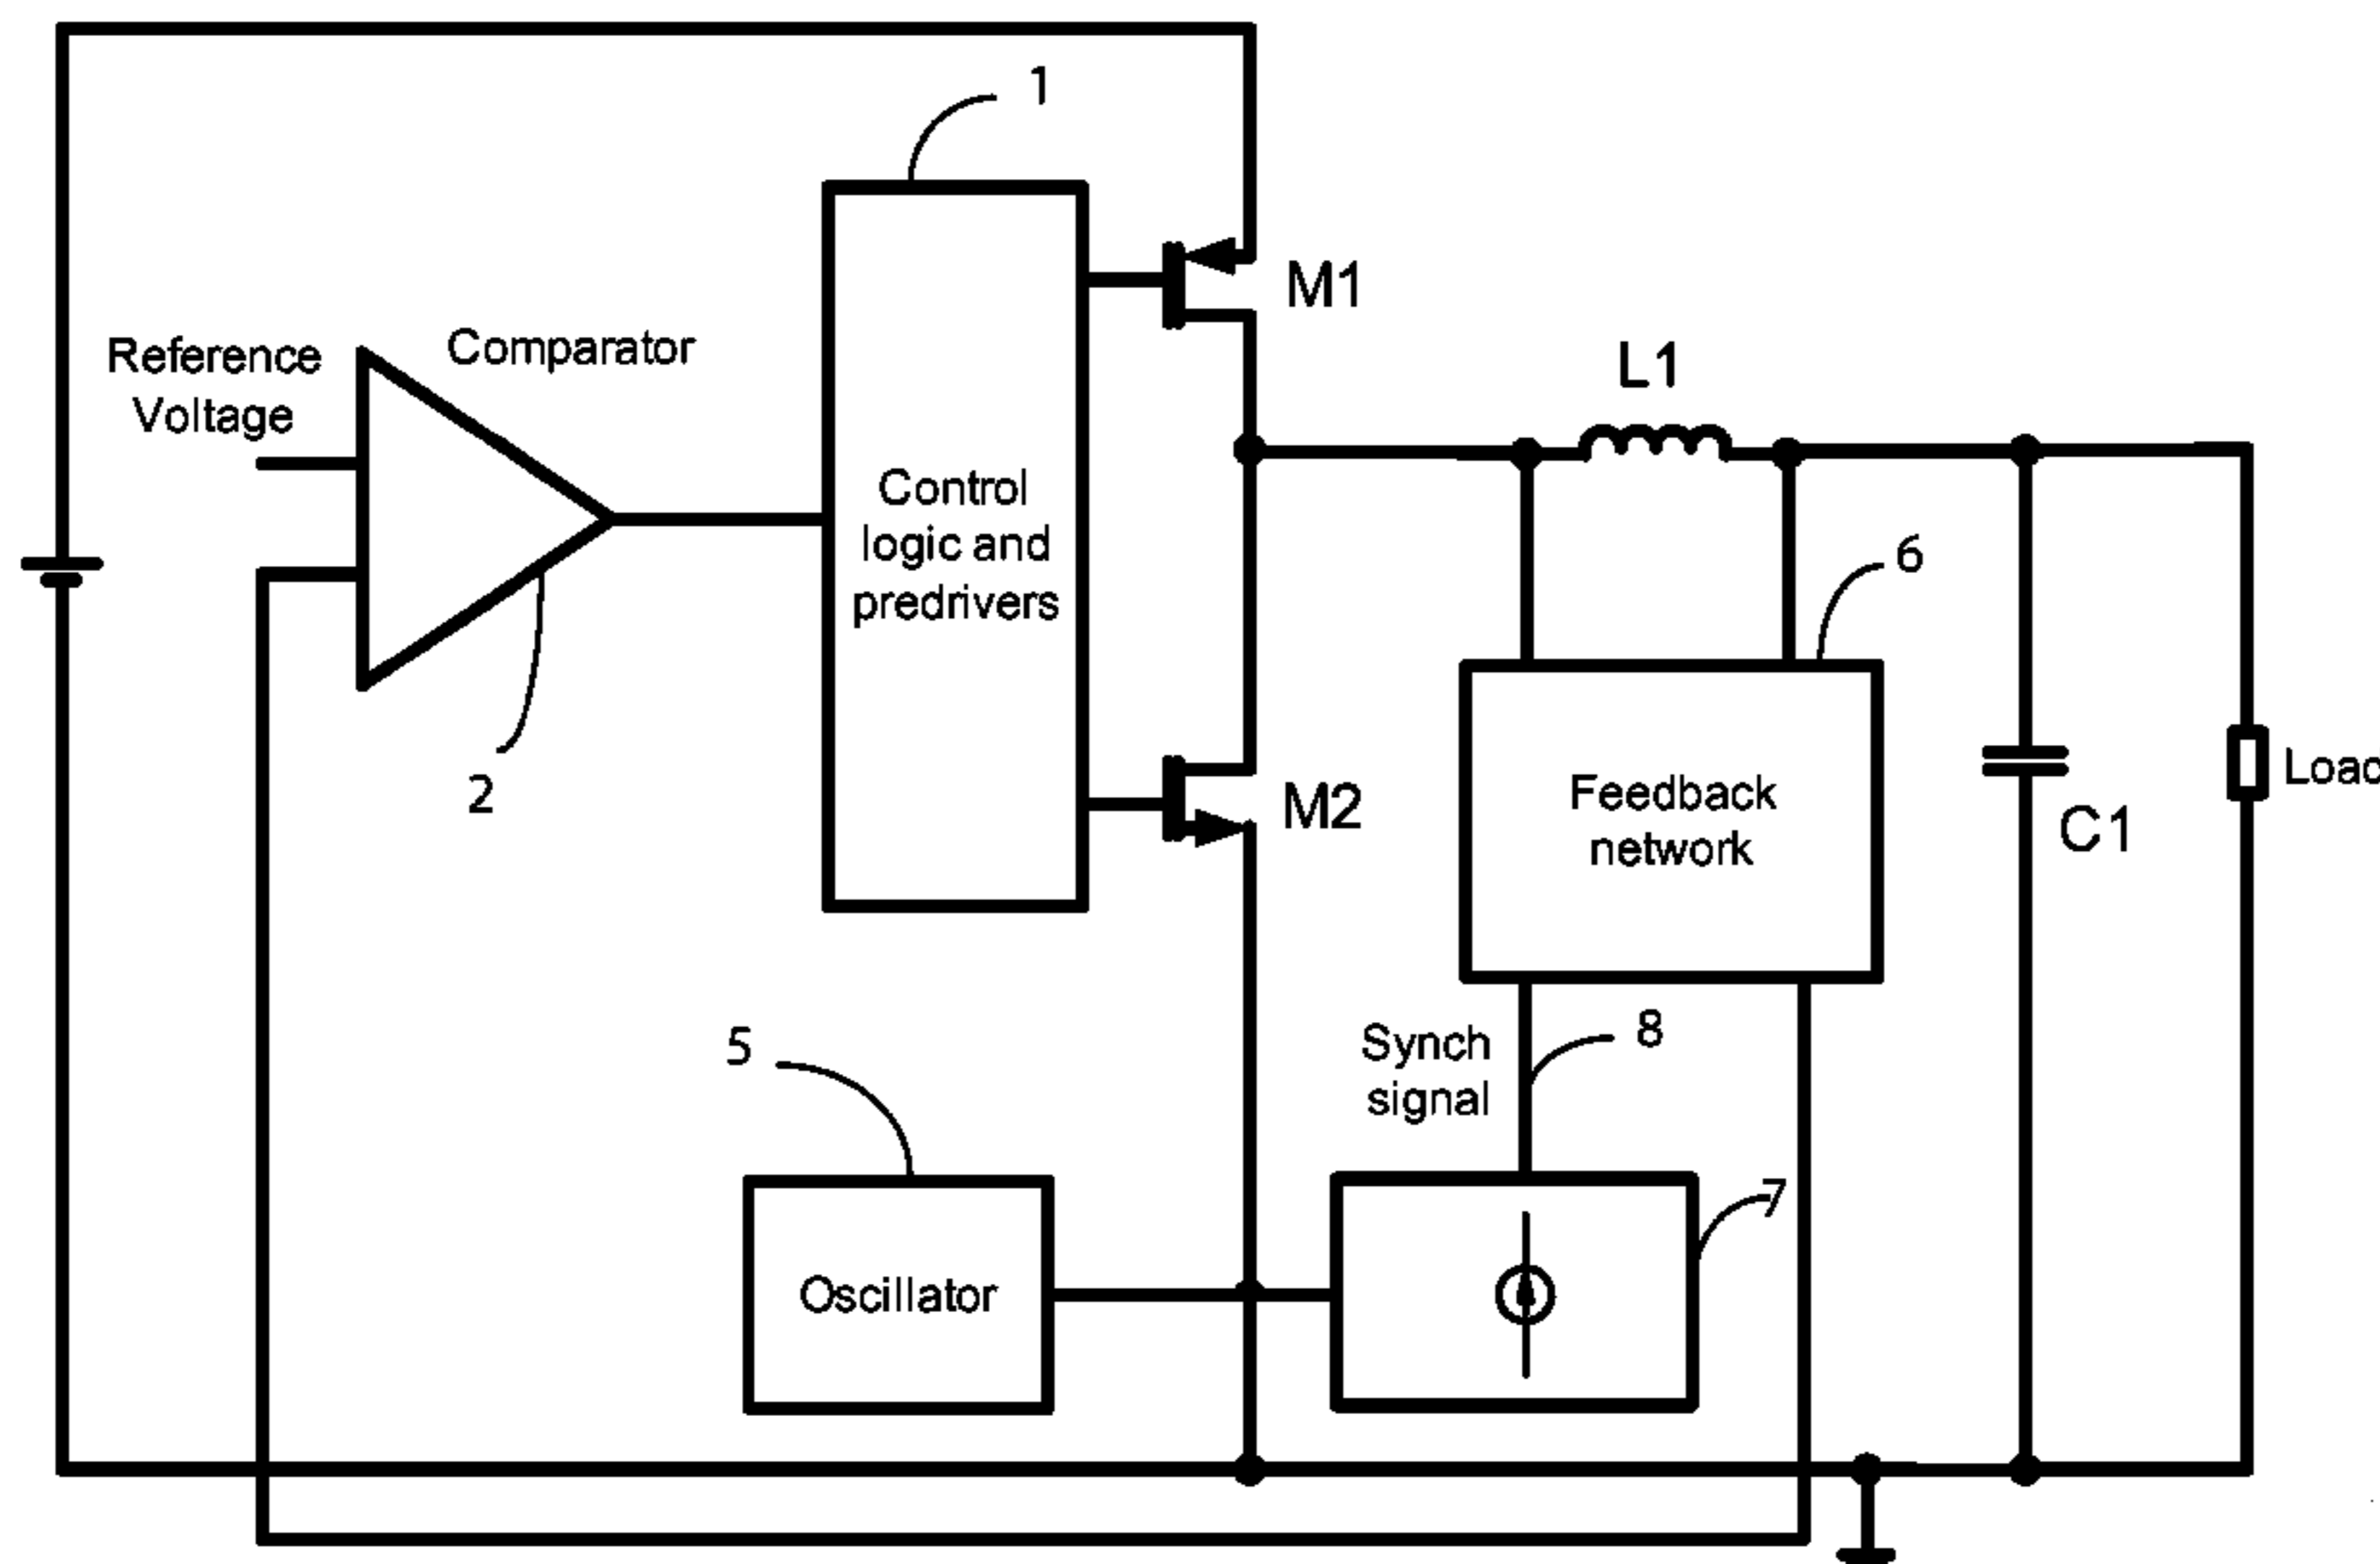 1
M1
Reference
Voltage
Comparator
L1
Control
logic and
predrivers
6
2
M2
Feedback
network
Load
C1
5
Synch
signal
8
7
Oscillator